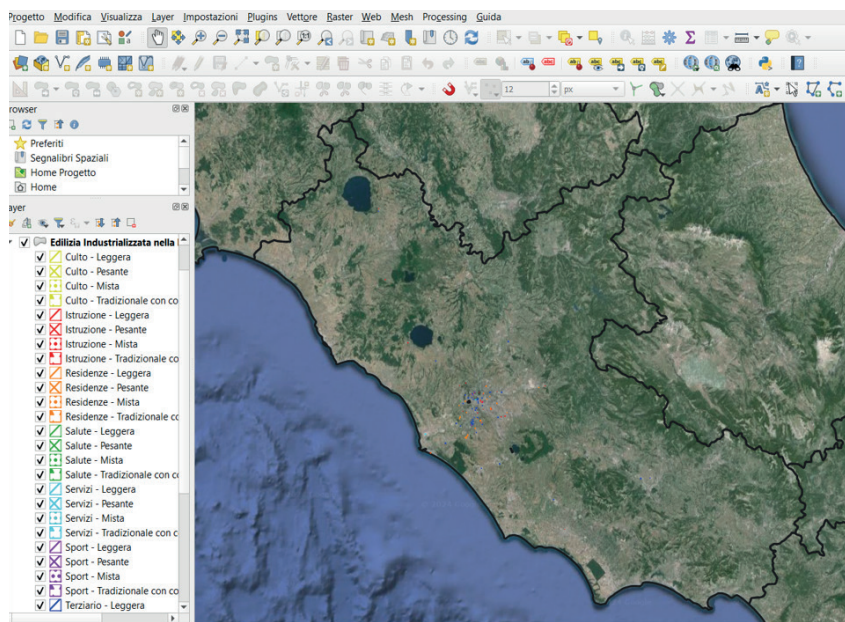 Progetto Modifica Visualizza Layer Impostazioni Plugins Vettore Raster Web Mesh Processing Guida
12 px
rowser
Preferiti
Segnalibri Spaziali
Home Progetto
Home
ayer
Edilizia Industrializzata nella
Culto - Leggera
Culto - Pesante
Culto - Mista
Culto - Tradizionale con co
Istruzione - Leggera
Istruzione - Pesante
Istruzione - Mista
Istruzione - Tradizionale co
Residenze - Leggera
Residenze - Pesante
Residenze - Mista
Residenze - Tradizionale cc
Salute - Leggera
Salute - Pesante
Salute - Mista
Salute - Tradizionale con co
Servizi - Leggera
Servizi - Pesante
Servizi - Mista
Servizi - Tradizionale con c
Sport - Leggera
Sport - Pesante
Sport - Mista
Sport - Tradizionale con co
Terziario - Leggera